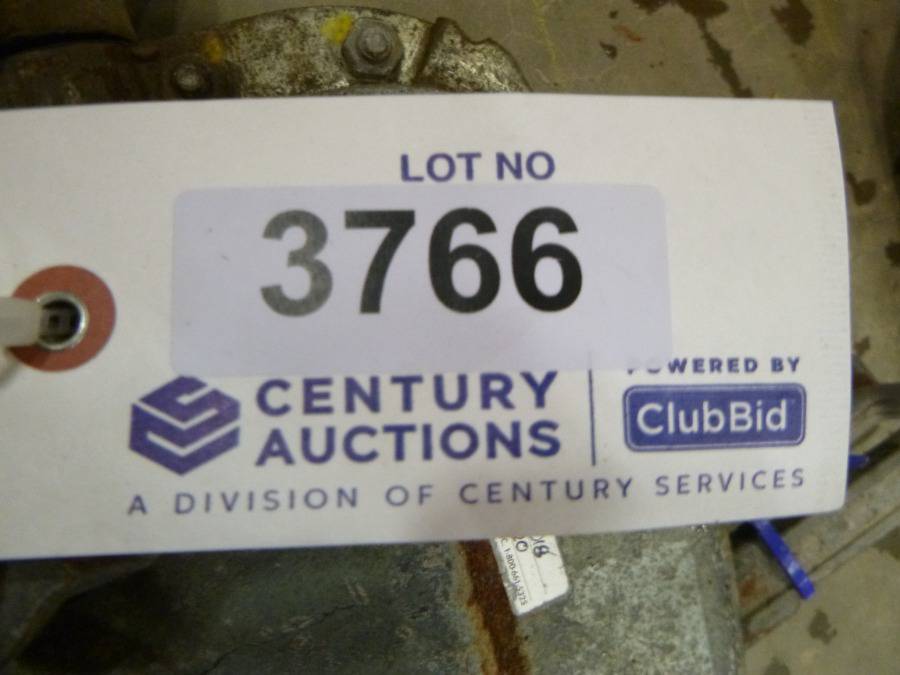 LOT NO
3766
CENTURY
AUCTIONS
POWERED BY
ClubBid
A DIVISION OF CENTURY SERVICES